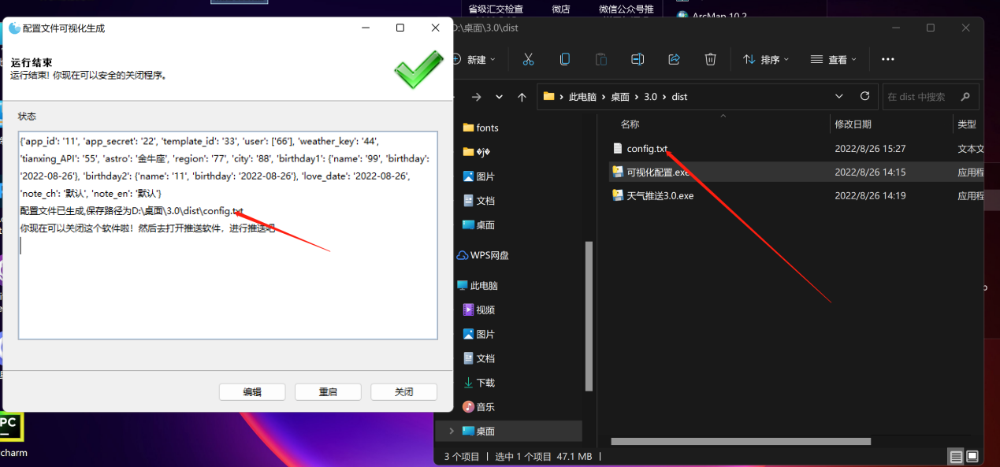 省级汇交检查
微店
微信公众号推
ArcMap 10.2
配置文件可视化生成
运行结束
运行结束! 你现在可以安全的关闭程序。
状态
{'app_id': '11', 'app_secret': '22', 'template_id': '33', 'user': ['66'], 'weather_key': '44',
'tianxing_API': '55', 'astro': '金牛座', 'region': '77', 'city': '88', 'birthday1': {'name': '99', 'birthday':
'2022-08-26'}, 'birthday2': {'name': '11', 'birthday': '2022-08-26'}, 'love_date': '2022-08-26',
'note_ch': '默认', 'note_en': '默认'}
配置文件已生成,保存路径为D:\桌面\3.0\dist\config.txt
你现在可以关闭这个软件啦！然后去打开推送软件，进行推送吧
编辑
重启
关闭
PC
charm
D:\桌面\3.0\dist
新建
排序
查看
此电脑
桌面
3.0
dist
在 dist 中搜索
fonts
�j�
图片
文档
桌面
WPS网盘
此电脑
视频
图片
文档
下载
音乐
桌面
名称
修改日期
类型
config.txt
2022/8/26 15:27
文本文
可视化配置.exe
2022/8/26 14:15
应用程
天气推送3.0.exe
2022/8/26 14:19
应用程
3 个项目
选中 1 个项目 47.1 MB